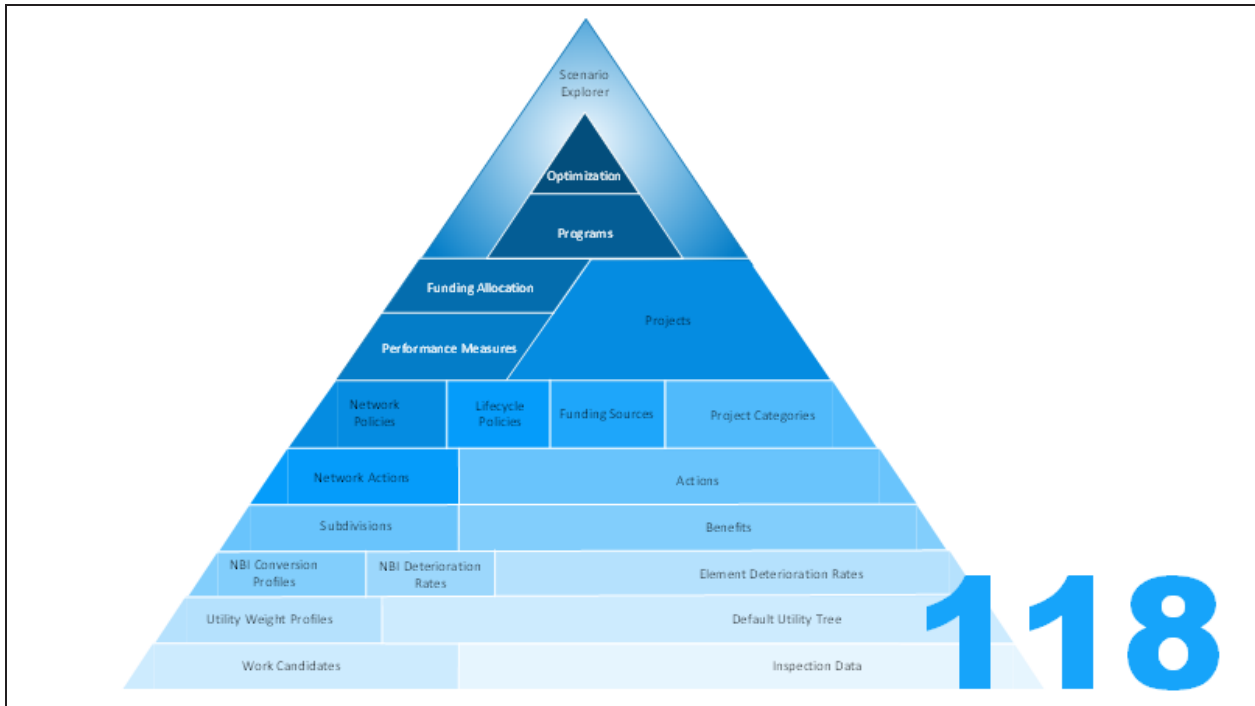 Scenario
Explorer
Optimization
Programs
Funding Allocation
Projects
Performance Measures
Network
Policies
Lifecycle
Policies
Funding Sources
Project Categories
Network Actions
Actions
Subdivisions
Benefits
NBI Conversion
Profiles
NBI Deterioration
Rates
Element Deterioration Rates
Utility Weight Profiles
Default Utility Tree
Work Candidates
Inspection Data
118